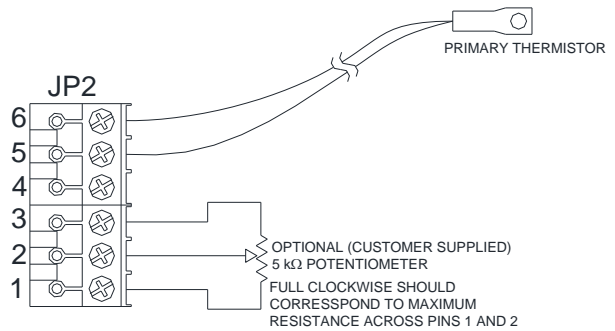 PRIMARY THERMISTOR
JP2
6
5
4
3
2
1
OPTIONAL (CUSTOMER SUPPLIED)
5 kΩ POTENTIOMETER
FULL CLOCKWISE SHOULD
CORRESSPOND TO MAXIMUM
RESISTANCE ACROSS PINS 1 AND 2